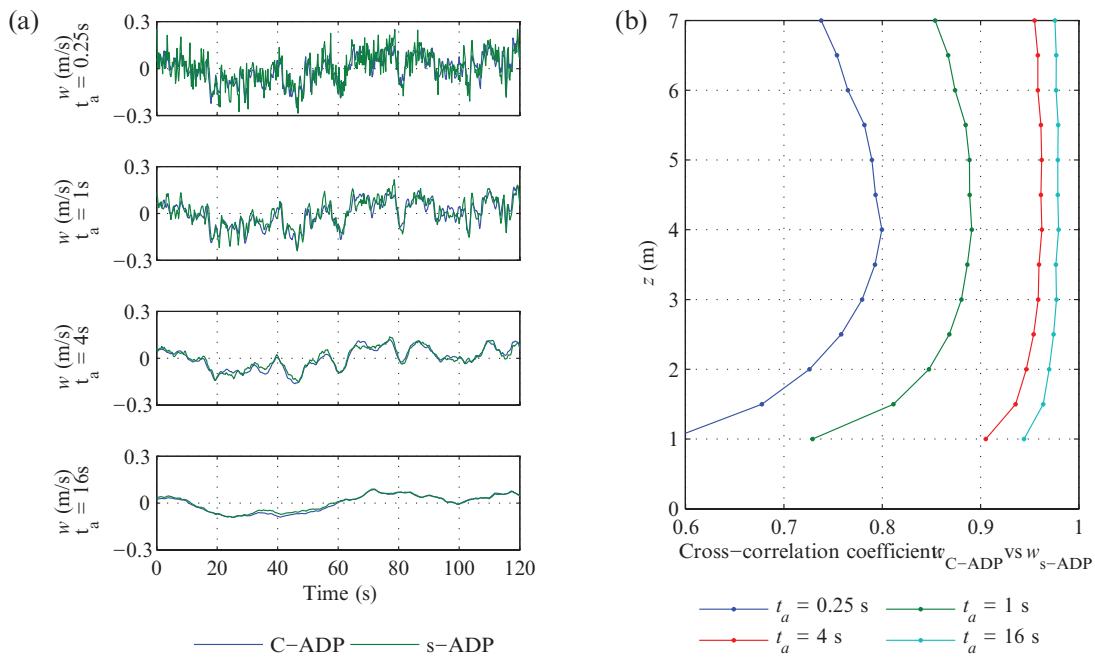 (a)
w (m/s)
t_a = 0.25s
0.3
0
−0.3
w (m/s)
t_a = 1s
0.3
0
−0.3
w (m/s)
t_a = 4s
0.3
0
−0.3
w (m/s)
t_a = 16s
0.3
0
−0.3
0 20 40 60 80 100 120
Time (s)
C−ADP s−ADP
(b)
z (m)
7
6
5
4
3
2
1
0
0.6 0.7 0.8 0.9 1
Cross−correlation coefficient w_C−ADP vs w_s−ADP
t_a = 0.25 s t_a = 1 s
t_a = 4 s t_a = 16 s